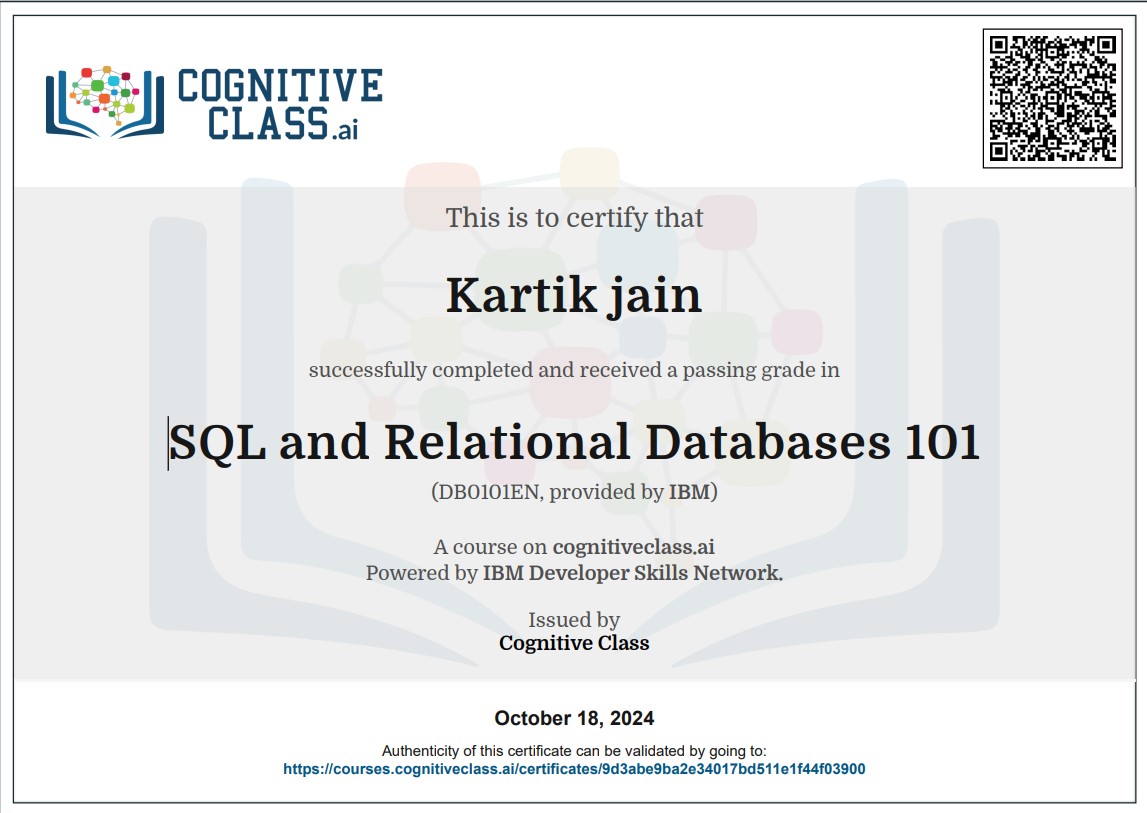 COGNITIVE
CLASS.ai
This is to certify that
Kartik jain
successfully completed and received a passing grade in
SQL and Relational Databases 101
(DB0101EN, provided by IBM)
A course on cognitiveclass.ai
Powered by IBM Developer Skills Network.
Issued by
Cognitive Class
October 18, 2024
Authenticity of this certificate can be validated by going to:
https://courses.cognitiveclass.ai/certificates/9d3abe9ba2e34017bd511e1f44f03900